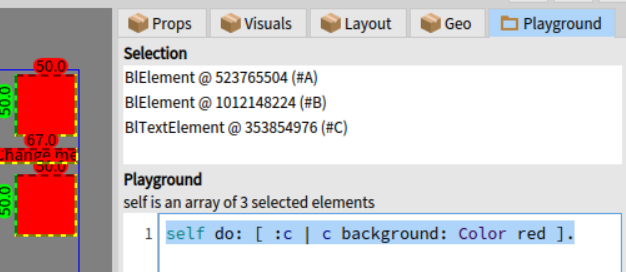 Props Visuals Layout Geo Playground
Selection
BlElement @ 523765504 (#A)
BlElement @ 1012148224 (#B)
BlTextElement @ 353854976 (#C)
Playground
self is an array of 3 selected elements
1 self do: [ :c | c background: Color red ].
50.0
50.0
67.0
change me
50.0
50.0